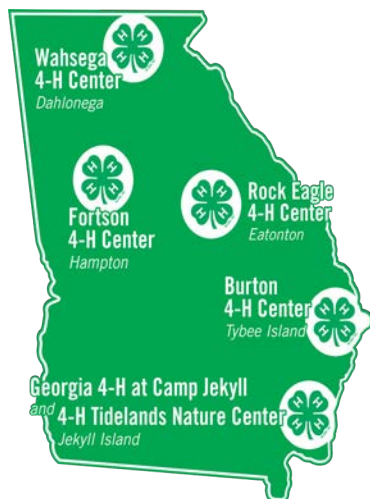 Wahsega
4-H Center
Dahlonega
H H
H H
Fortson
4-H Center
Hampton
H H
H H
Rock Eagle
4-H Center
Eatonton
H H
H H
Burton
4-H Center
Tybee Island
H H
H H
Georgia 4-H at Camp Jekyll
and 4-H Tidelands Nature Center
Jekyll Island
H H
H H